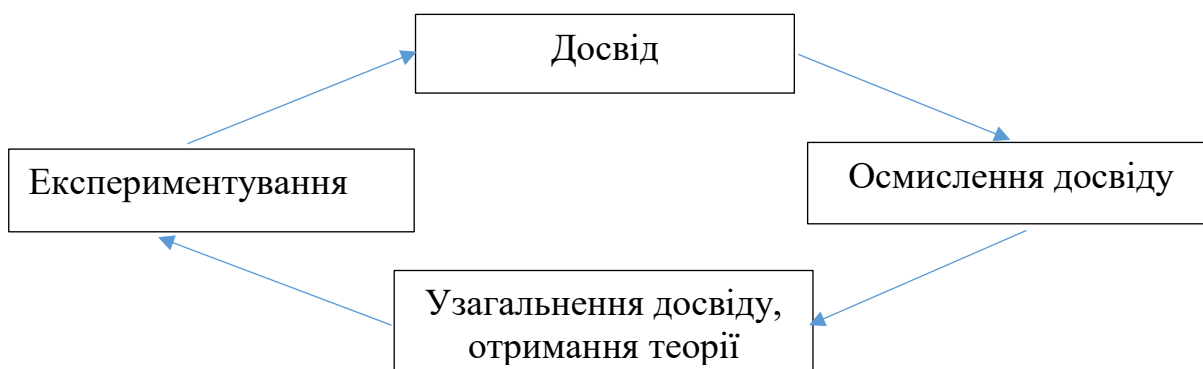 Досвід
Експериментування
Осмислення досвіду
Узагальнення досвіду,
отримання теорії